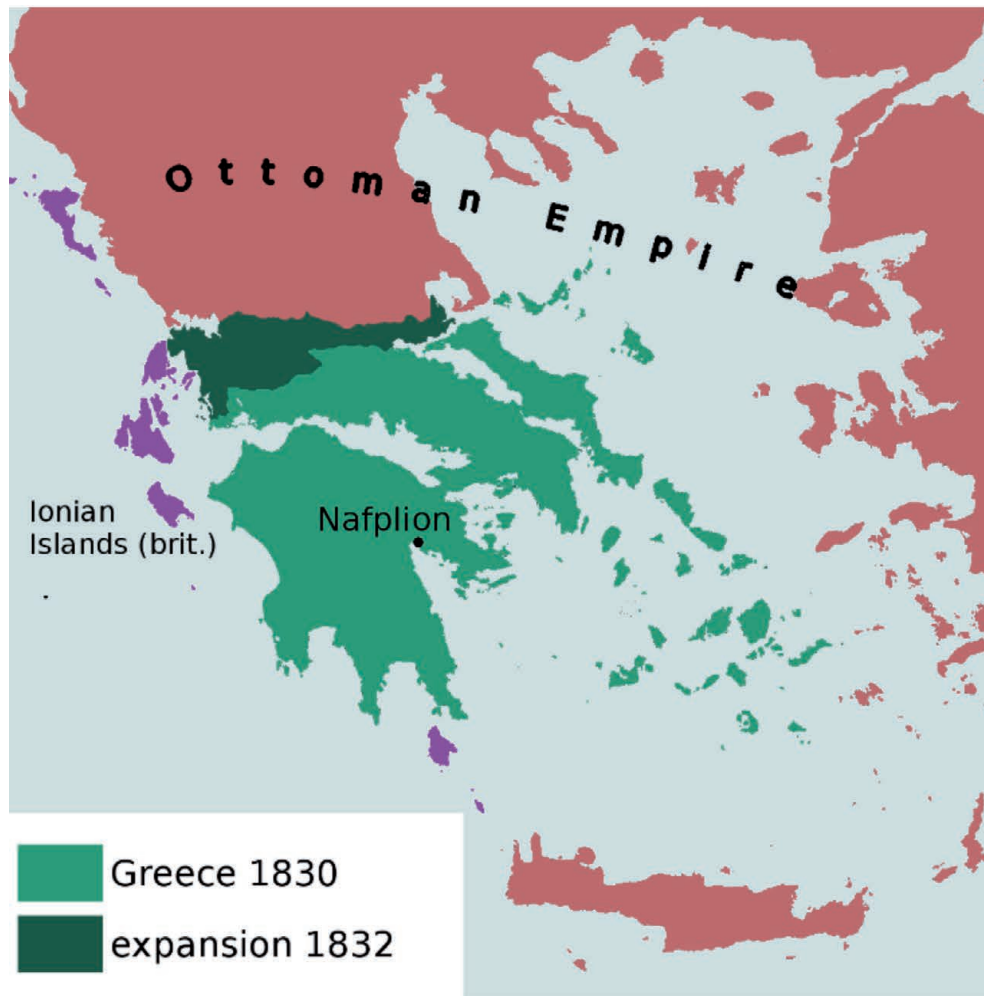 Ottoman Empire
Nafplion
Ionian
Islands (brit.)
Greece 1830
expansion 1832